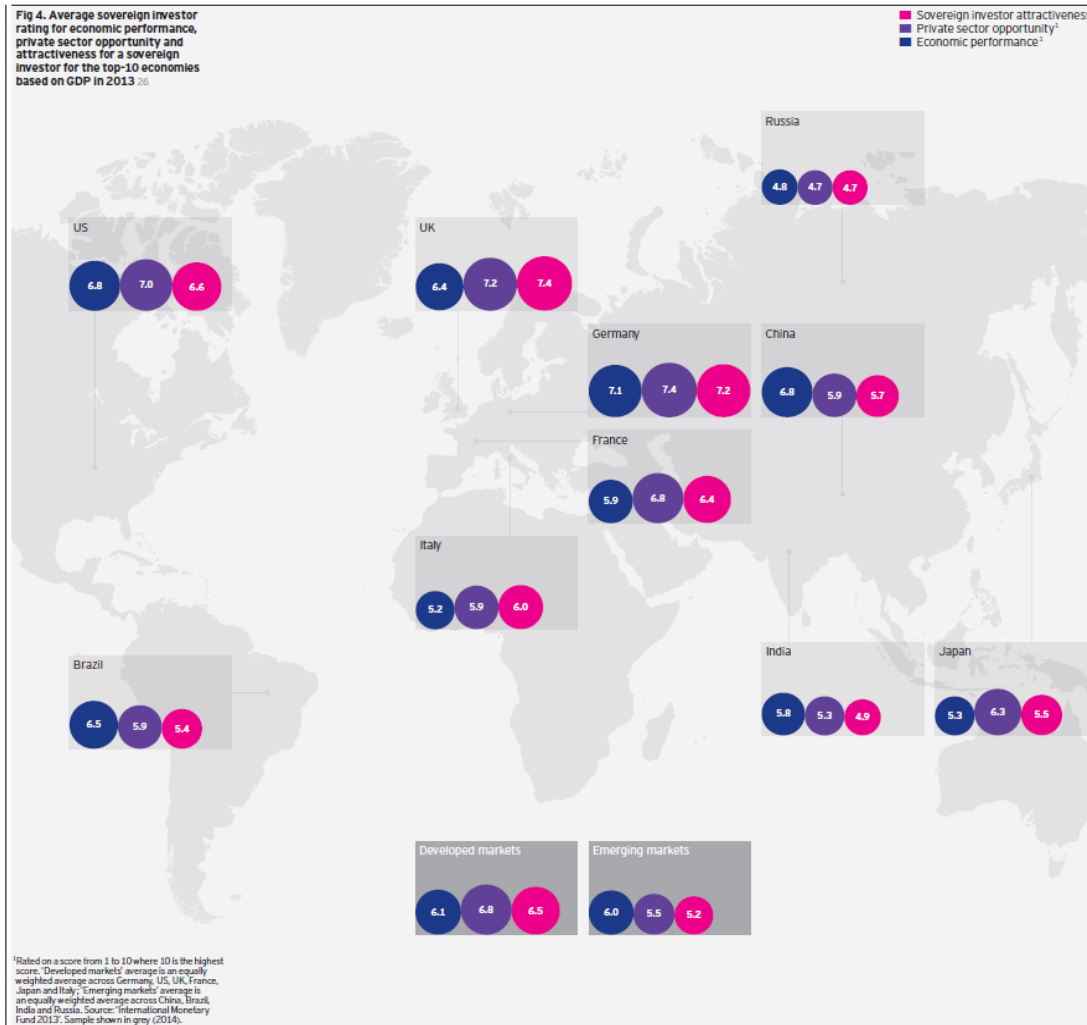 Fig 4. Average sovereign investor
rating for economic performance,
private sector opportunity and
attractiveness for a sovereign
investor for the top-10 economies
based on GDP in 2013 26
Sovereign investor attractiveness
Private sector opportunity¹
Economic performance¹
Russia
4.8 4.7 4.7
US
6.8 7.0 6.6
UK
6.4 7.2 7.4
Germany
7.1 7.4 7.2
China
6.8 5.9 5.7
France
5.9 6.8 6.4
Italy
5.2 5.9 6.0
Brazil
6.5 5.9 5.4
India
5.8 5.3 4.9
Japan
5.3 6.3 5.5
Developed markets
6.1 6.8 6.5
Emerging markets
6.0 5.5 5.2
¹Rated on a score from 1 to 10 where 10 is the highest
score. 'Developed markets' average is an equally
weighted average across Germany, US, UK, France,
Japan and Italy; 'Emerging markets' average is
an equally weighted average across China, Brazil,
India and Russia. Source: 'International Monetary
Fund 2013'. Sample shown in grey (2014).